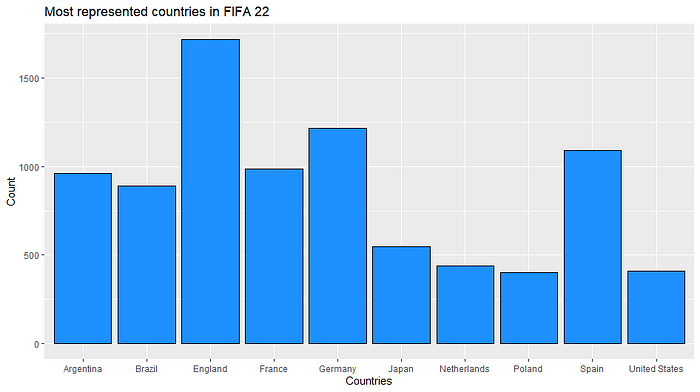 Most represented countries in FIFA 22
Count
1500
1000
500
0
Argentina Brazil England France Germany Japan Netherlands Poland Spain United States
Countries